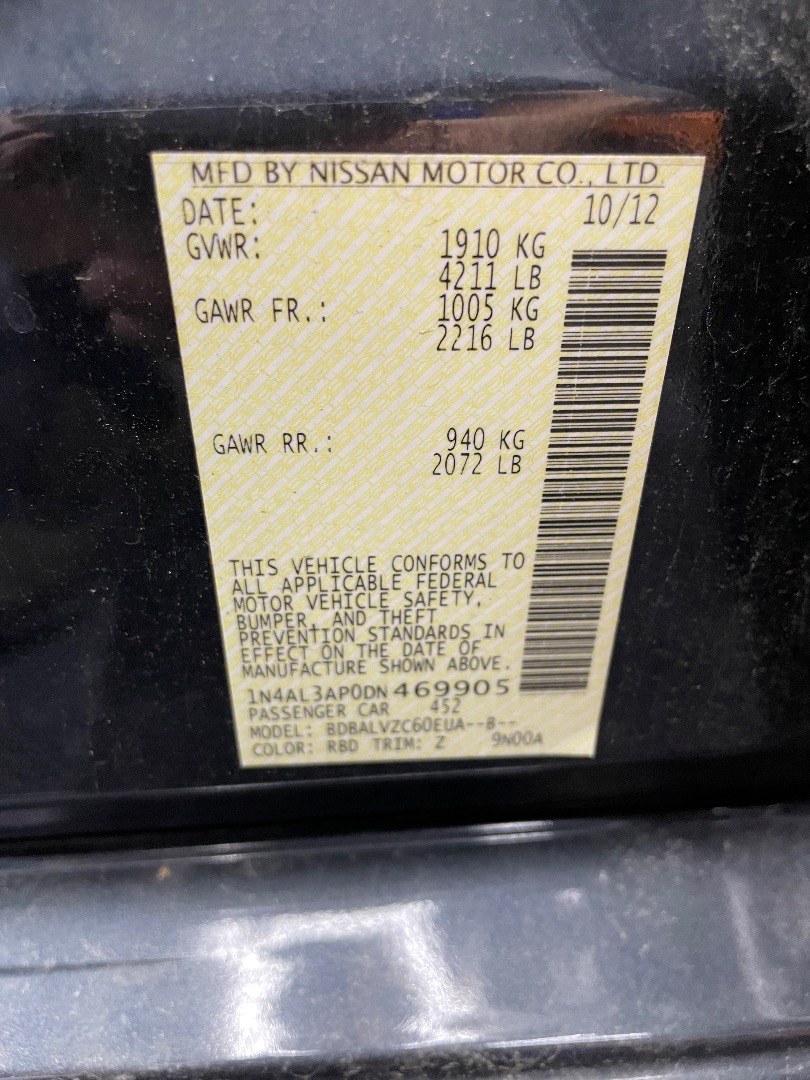 MFD BY NISSAN MOTOR CO., LTD.
DATE: 10/12
GVWR: 1910 KG
4211 LB
GAWR FR.: 1005 KG
2216 LB
GAWR RR.: 940 KG
2072 LB
THIS VEHICLE CONFORMS TO
ALL APPLICABLE FEDERAL
MOTOR VEHICLE SAFETY,
BUMPER, AND THEFT
PREVENTION STANDARDS IN
EFFECT ON THE DATE OF
MANUFACTURE SHOWN ABOVE.
1N4AL3AP0DN469905
PASSENGER CAR 452
MODEL: BDBALVZC60EUA--B--
COLOR: RBD TRIM: Z 9N00A